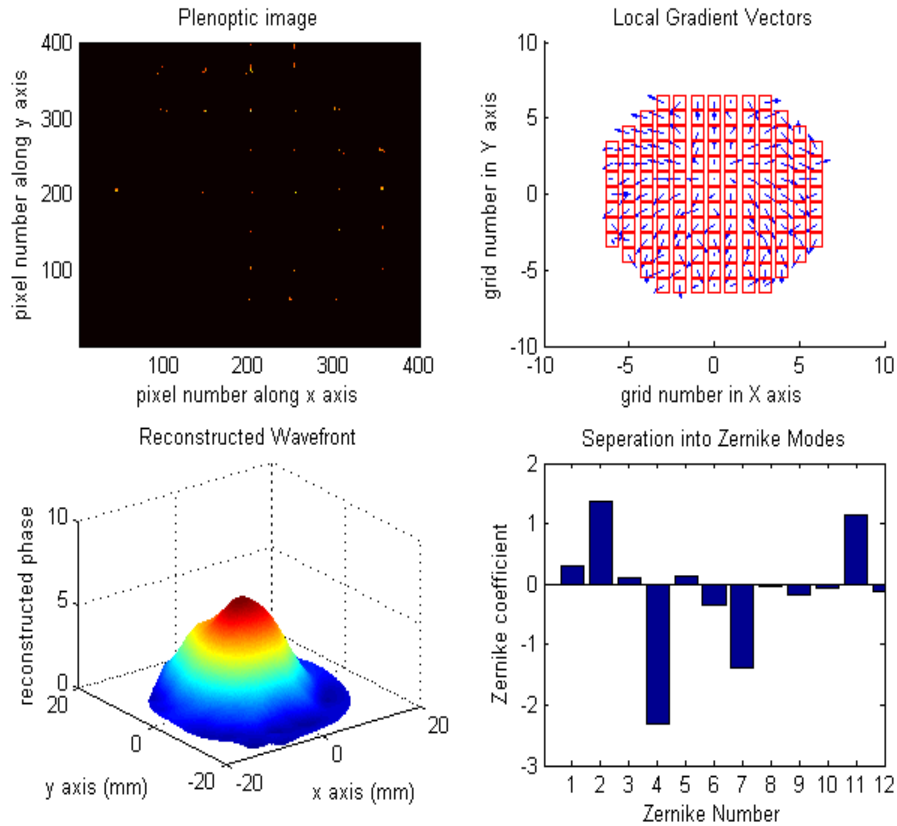 Plenoptic image
400
300
200
100
100
200
300
400
pixel number along y axis
pixel number along x axis
Local Gradient Vectors
10
5
0
-5
-10
-10
-5
0
5
10
grid number in Y axis
grid number in X axis
Reconstructed Wavefront
10
5
0
20
0
-20
-20
0
20
reconstructed phase
y axis (mm)
x axis (mm)
Seperation into Zernike Modes
2
1
0
-1
-2
-3
1 2 3 4 5 6 7 8 9 10 11 12
Zernike coefficient
Zernike Number